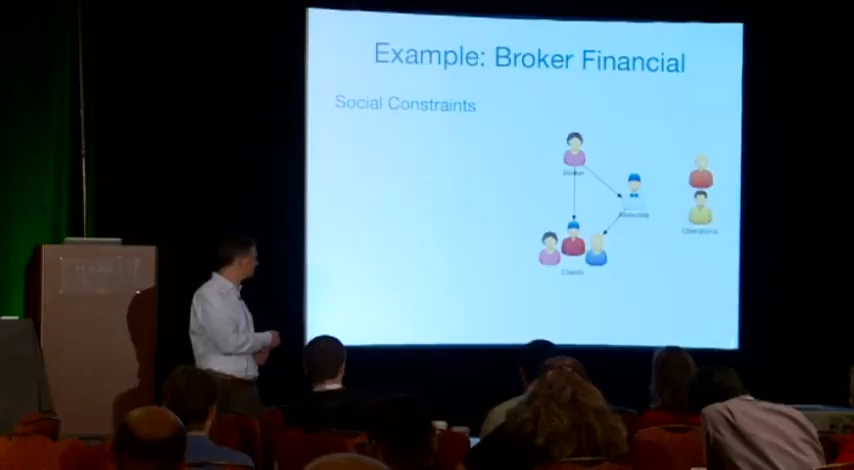 Example: Broker Financial
Social Constraints
Broker
Associate
Operations
Clients